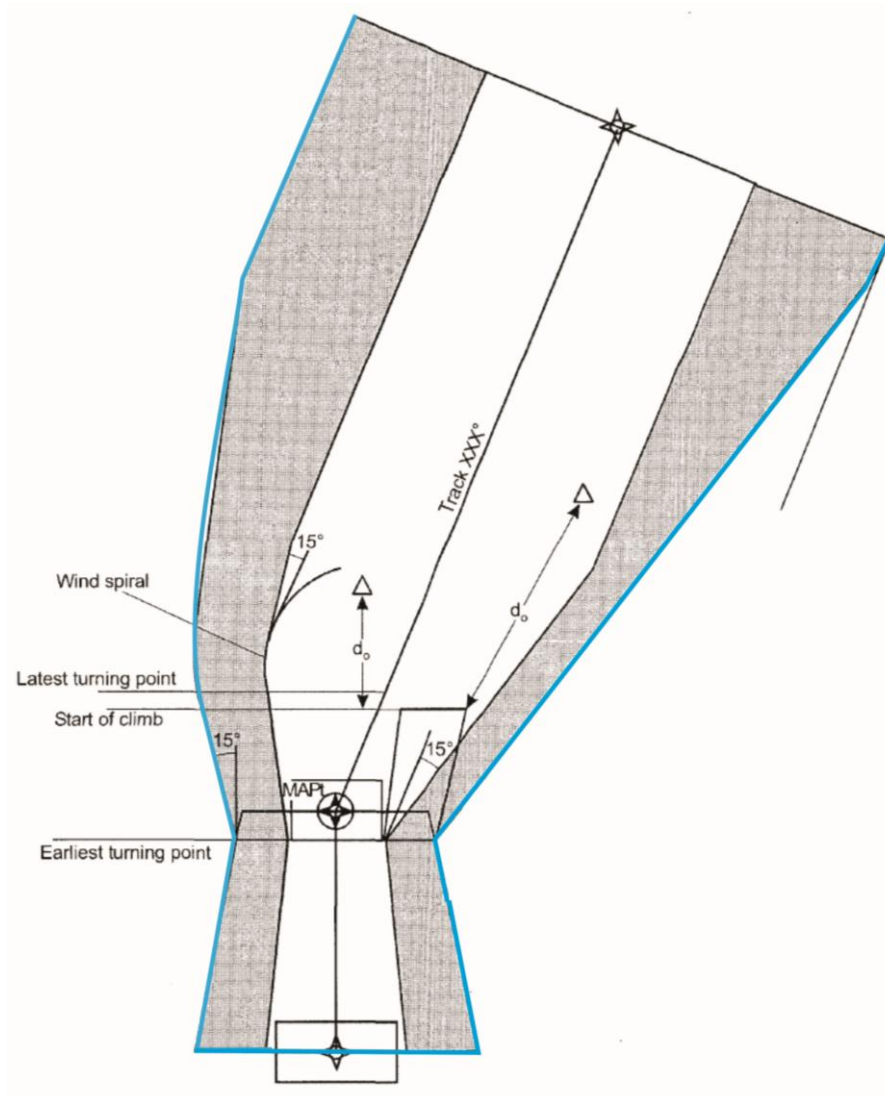 Track XXX°
15°
Wind spiral
d₀
d₀
Latest turning point
Start of climb
15°
15°
MAPt
Earliest turning point